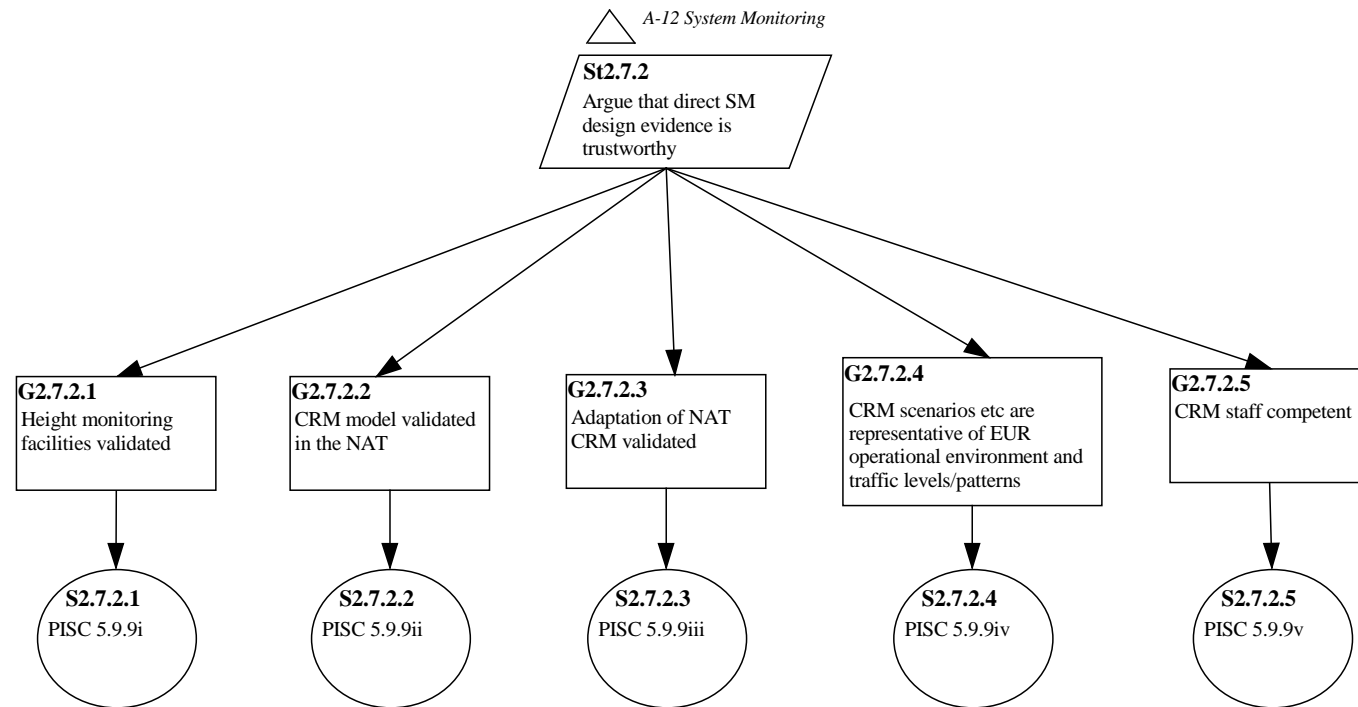 A-12 System Monitoring
St2.7.2
Argue that direct SM
design evidence is
trustworthy
G2.7.2.1
Height monitoring
facilities validated
G2.7.2.2
CRM model validated
in the NAT
G2.7.2.3
Adaptation of NAT
CRM validated
G2.7.2.4
CRM scenarios etc are
representative of EUR
operational environment and
traffic levels/patterns
G2.7.2.5
CRM staff competent
S2.7.2.1
PISC 5.9.9i
S2.7.2.2
PISC 5.9.9ii
S2.7.2.3
PISC 5.9.9iii
S2.7.2.4
PISC 5.9.9iv
S2.7.2.5
PISC 5.9.9v